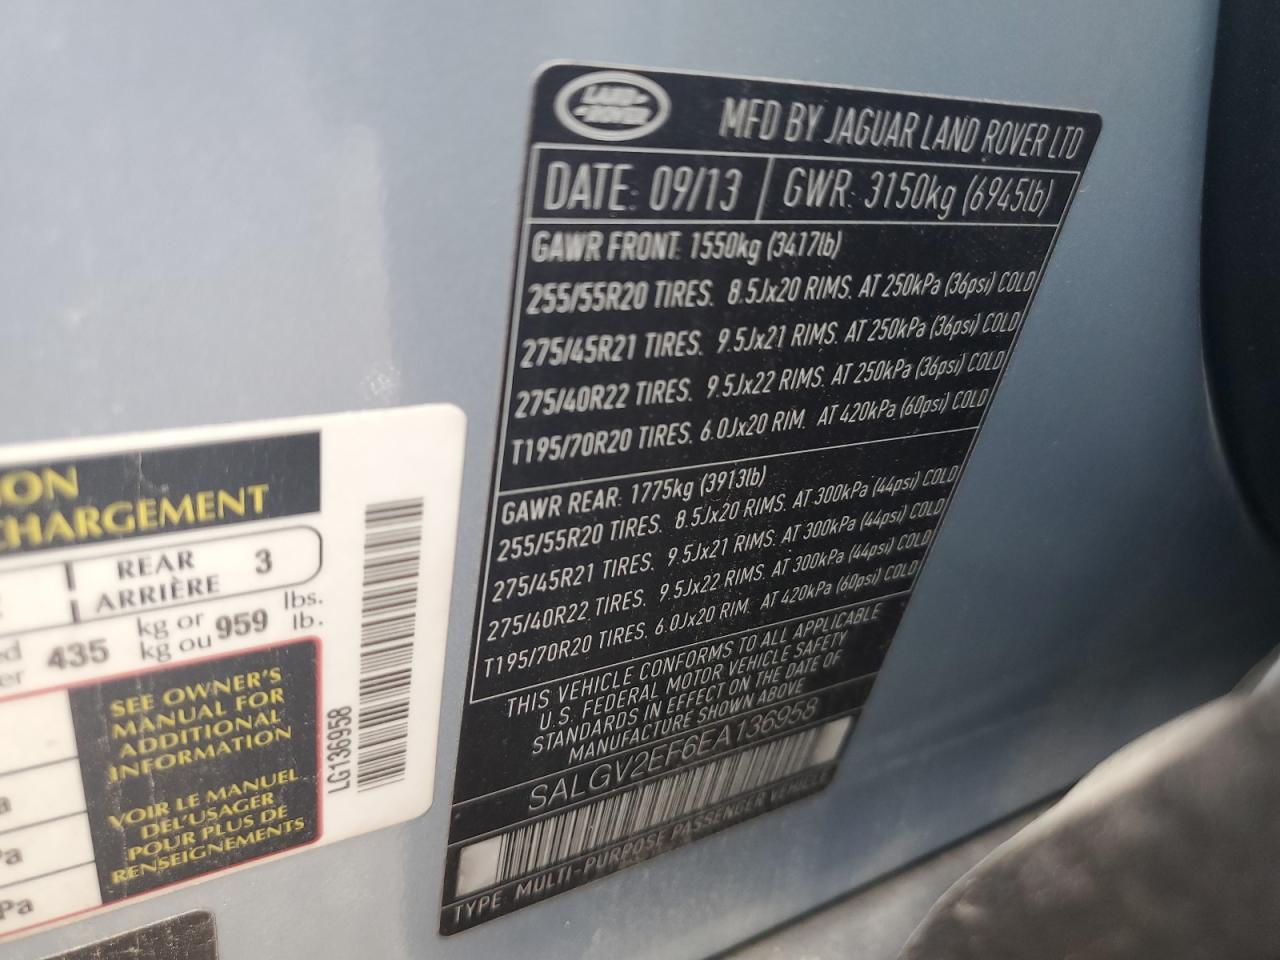 LAND-
-ROVER
MFD BY JAGUAR LAND ROVER LTD
DATE: 09/13
GWR: 3150kg (6945lb)
GAWR FRONT: 1550kg (3417lb)
255/55R20 TIRES. 8.5Jx20 RIMS. AT 250kPa (36psi) COLD
275/45R21 TIRES. 9.5Jx21 RIMS. AT 250kPa (36psi) COLD
275/40R22 TIRES. 9.5Jx22 RIMS. AT 250kPa (36psi) COLD
T195/70R20 TIRES. 6.0Jx20 RIM. AT 420kPa (60psi) COLD
GAWR REAR: 1775kg (3913lb)
255/55R20 TIRES. 8.5Jx20 RIMS. AT 300kPa (44psi) COLD
275/45R21 TIRES. 9.5Jx21 RIMS. AT 300kPa (44psi) COLD
275/40R22 TIRES. 9.5Jx22 RIMS. AT 300kPa (44psi) COLD
T195/70R20 TIRES. 6.0Jx20 RIM. AT 420kPa (60psi) COLD
THIS VEHICLE CONFORMS TO ALL APPLICABLE
U.S. FEDERAL MOTOR VEHICLE SAFETY
STANDARDS IN EFFECT ON THE DATE OF
MANUFACTURE SHOWN ABOVE
SALGV2EF6EA136958
TYPE: MULTI-PURPOSE PASSENGER VEHICLE
ON
CHARGEMENT
REAR 3
ARRIÈRE
435 kg or 959 lbs.
kg ou lb.
SEE OWNER'S
MANUAL FOR
ADDITIONAL
INFORMATION
VOIR LE MANUEL
DE L'USAGER
POUR PLUS DE
RENSEIGNEMENTS
LG136958